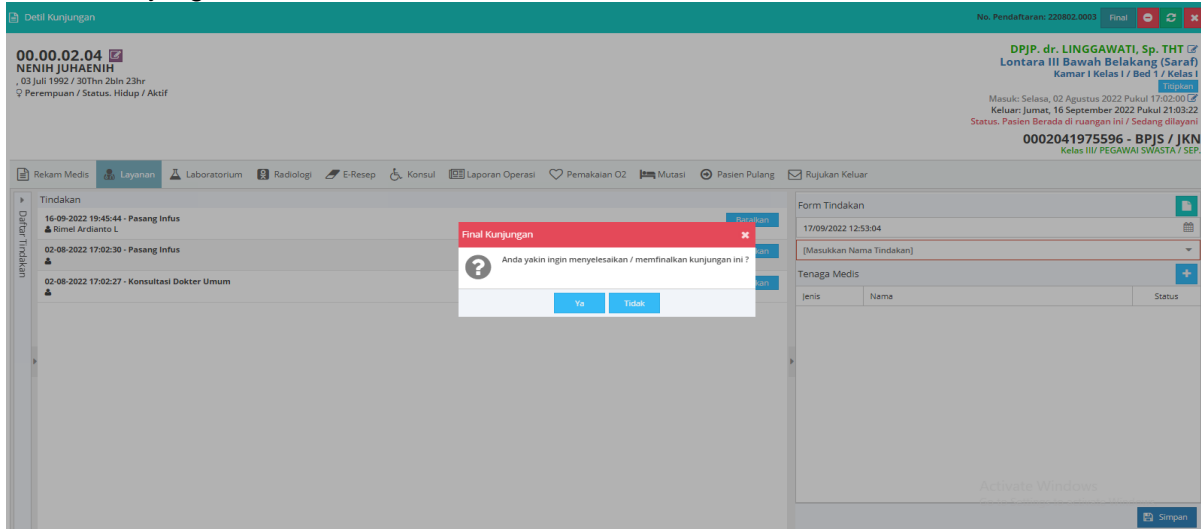 Detil Kunjungan
No. Pendaftaran: 220802.0003 Final
00.00.02.04
NENIH JUHAENIH
, 03 Juli 1992 / 30Thn 2bln 23hr
Perempuan / Status. Hidup / Aktif
DPJP. dr. LINGGAWATI, Sp. THT
Lontara III Bawah Belakang (Saraf)
Kamar I Kelas I / Bed 1 / Kelas I
Titipkan
Masuk: Selasa, 02 Agustus 2022 Pukul 17:02:00
Keluar: Jumat, 16 September 2022 Pukul 21:03:22
Status. Pasien Berada di ruangan ini / Sedang dilayani
0002041975596 - BPJS / JKN
Kelas III/ PEGAWAI SWASTA / SEP.
Rekam Medis Layanan Laboratorium Radiologi E-Resep Konsul Laporan Operasi Pemakaian O2 Mutasi Pasien Pulang Rujukan Keluar
Daftar Tindakan
Tindakan
16-09-2022 19:45:44 - Pasang Infus
Rimel Ardianto L
Batalkan
02-08-2022 17:02:30 - Pasang Infus
02-08-2022 17:02:27 - Konsultasi Dokter Umum
Final Kunjungan
Anda yakin ingin menyelesaikan / memfinalkan kunjungan ini ?
Ya Tidak
Form Tindakan
17/09/2022 12:53:04
[Masukkan Nama Tindakan]
Tenaga Medis
Jenis Nama Status
Activate Windows
Simpan